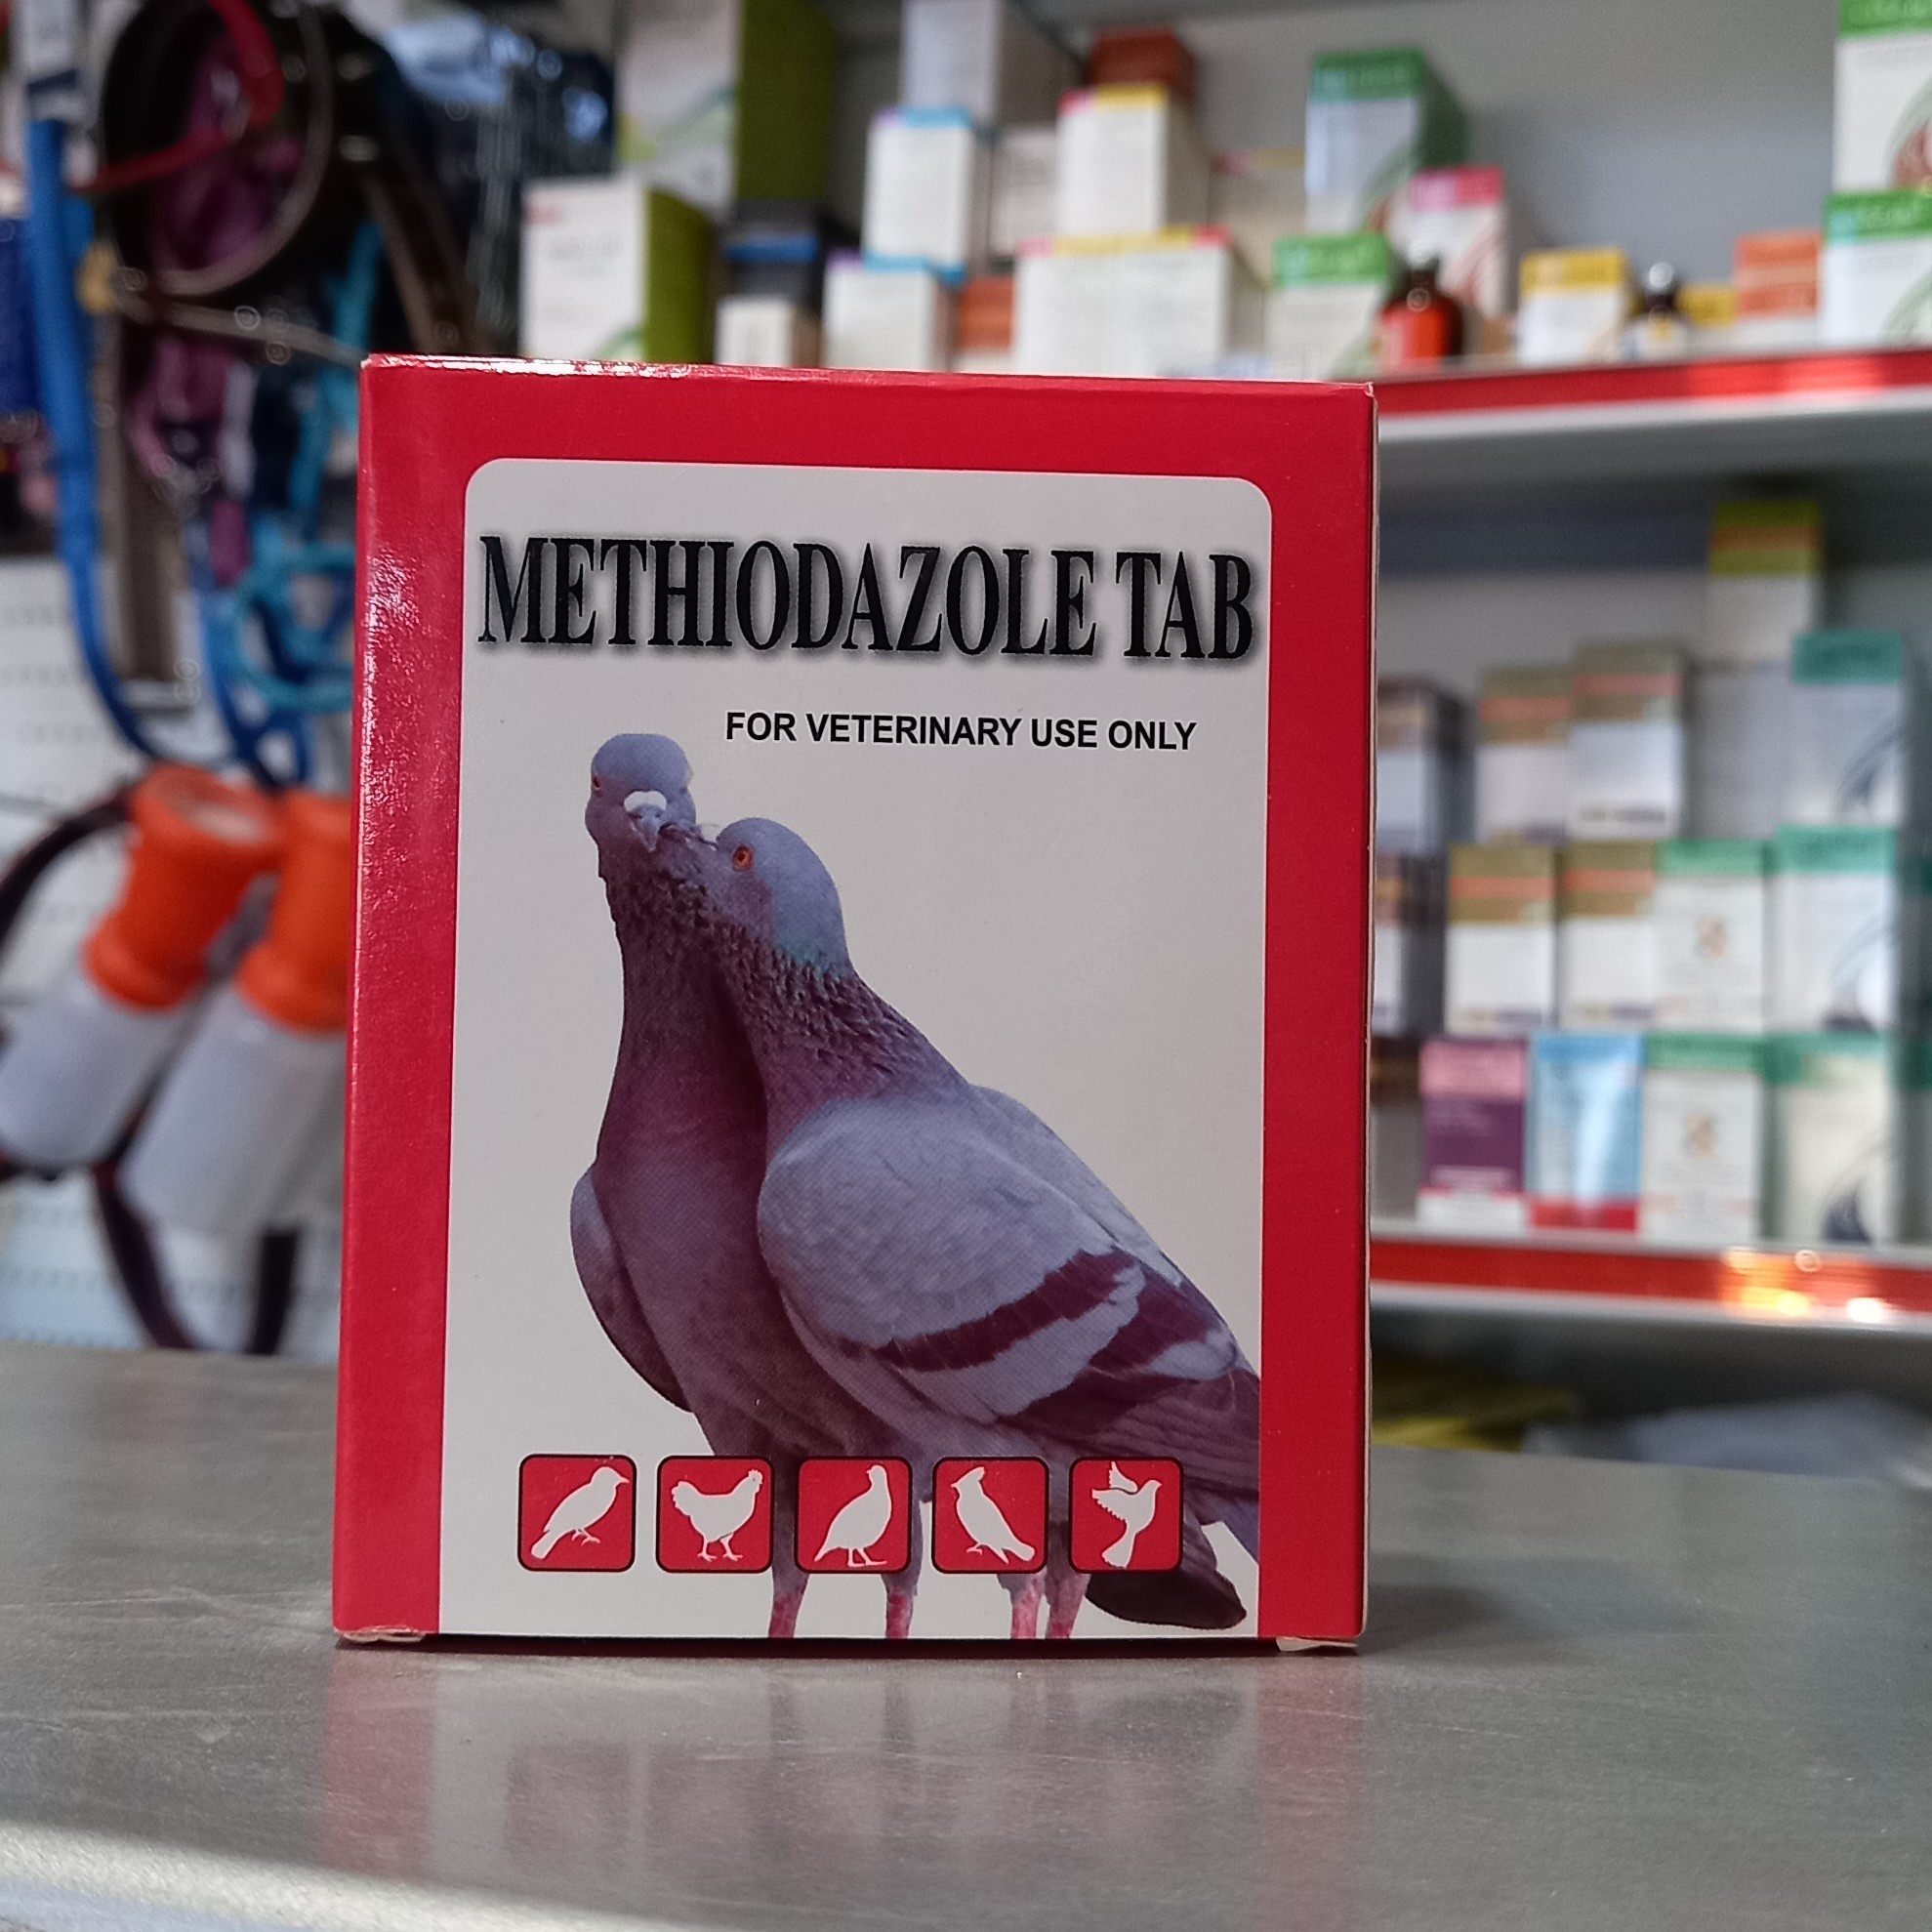 METHIODAZOLE TAB
FOR VETERINARY USE ONLY